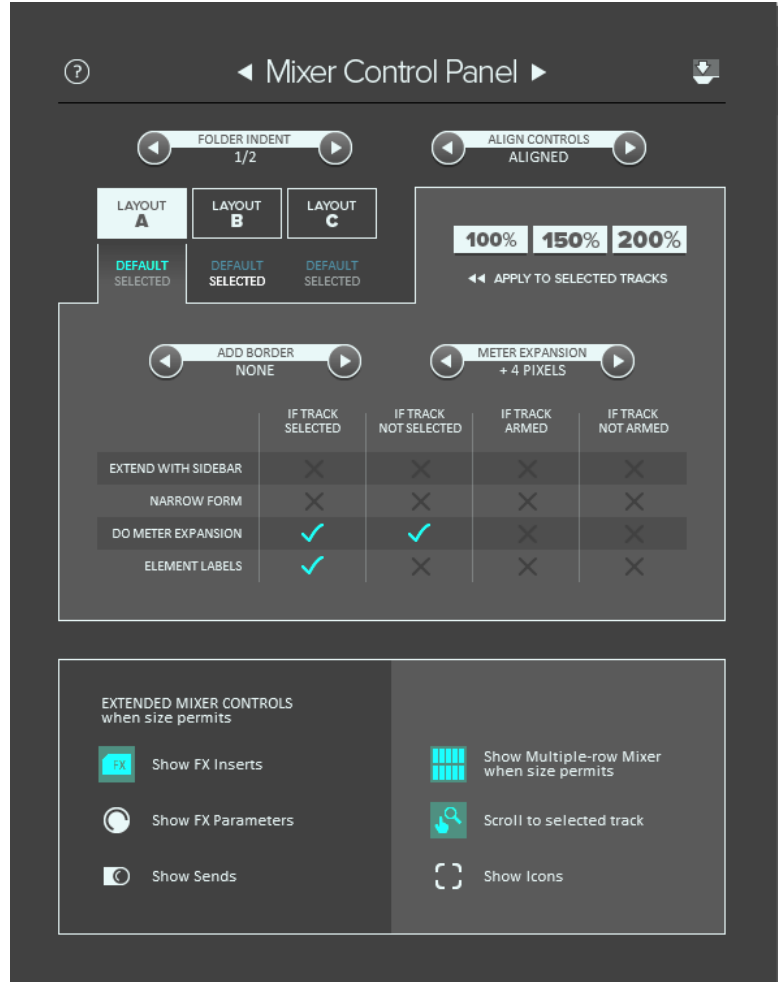 ?
Mixer Control Panel
FOLDER INDENT
1/2
ALIGN CONTROLS
ALIGNED
LAYOUT
A
LAYOUT
B
LAYOUT
C
DEFAULT
SELECTED
DEFAULT
SELECTED
DEFAULT
SELECTED
100% 150% 200%
APPLY TO SELECTED TRACKS
ADD BORDER
NONE
METER EXPANSION
+ 4 PIXELS
IF TRACK
SELECTED
IF TRACK
NOT SELECTED
IF TRACK
ARMED
IF TRACK
NOT ARMED
EXTEND WITH SIDEBAR
NARROW FORM
DO METER EXPANSION
ELEMENT LABELS
EXTENDED MIXER CONTROLS
when size permits
FX
Show FX Inserts
Show FX Parameters
Show Sends
Show Multiple-row Mixer
when size permits
Scroll to selected track
Show Icons